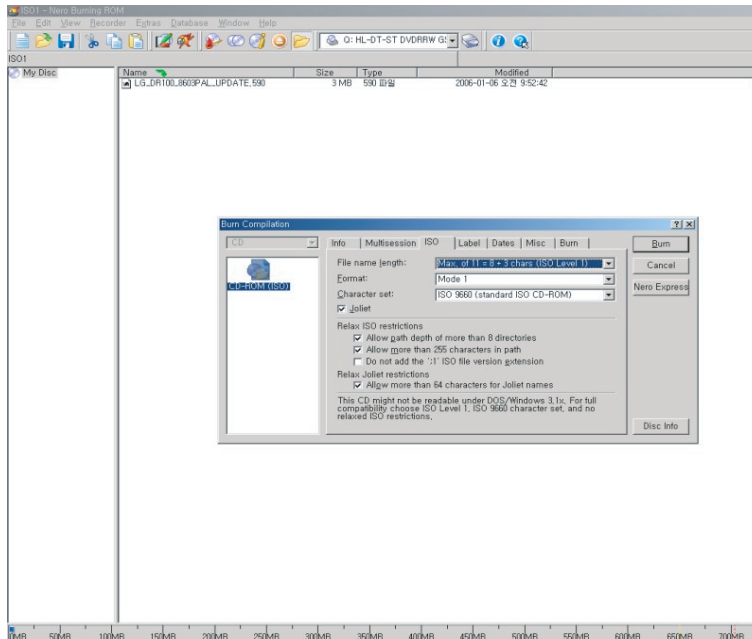 ISO1 - Nero Burning ROM
File Edit View Recorder Extras Database Window Help
Q: HL-DT-ST DVDRRW GS
ISO1
My Disc
Name Size Type Modified
LG_DR100_8603PAL_UPDATE.590 3 MB 590 파일 2006-01-06 오전 9:52:42
Burn Compilation
CD
CD-ROM (ISO)
Info Multisession ISO Label Dates Misc Burn
File name length: Max. of 11 = 8 + 3 chars (ISO Level 1)
Format: Mode 1
Character set: ISO 9660 (standard ISO CD-ROM)
Joliet
Relax ISO restrictions
Allow path depth of more than 8 directories
Allow more than 255 characters in path
Do not add the ';1' ISO file version extension
Relax Joliet restrictions
Allow more than 64 characters for Joliet names
This CD might not be readable under DOS/Windows 3.1x. For full
compatibility choose ISO Level 1, ISO 9660 character set, and no
relaxed ISO restrictions.
Burn
Cancel
Nero Express
Disc Info
0MB 50MB 100MB 150MB 200MB 250MB 300MB 350MB 400MB 450MB 500MB 550MB 600MB 650MB 700MB